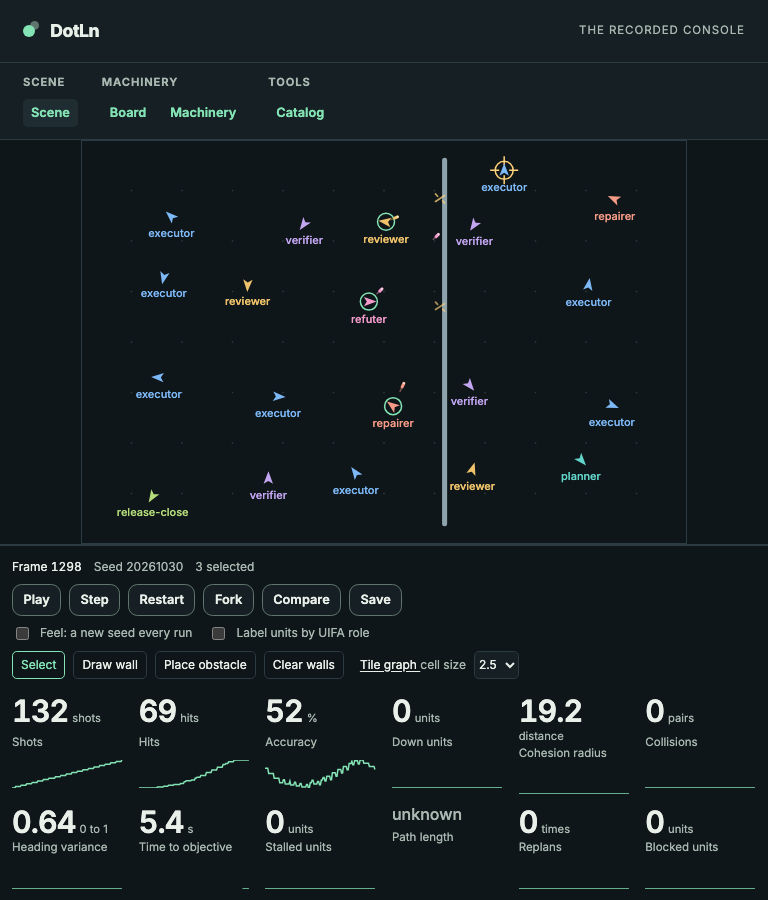 DotLn
THE RECORDED CONSOLE
SCENE MACHINERY TOOLS
Scene Board Machinery Catalog
executor
repairer
executor
verifier
reviewer
verifier
executor
reviewer
refuter
executor
executor
executor
repairer
verifier
executor
release-close
verifier
executor
reviewer
planner
Frame 1298 Seed 20261030 3 selected
Play Step Restart Fork Compare Save
Feel: a new seed every run Label units by UIFA role
Select Draw wall Place obstacle Clear walls Tile graph cell size 2.5
132 shots 69 hits 52 % 0 units 19.2 distance 0 pairs
Shots Hits Accuracy Down units Cohesion radius Collisions
0.64 0 to 1 5.4 s 0 units unknown 0 times 0 units
Heading variance Time to objective Stalled units Path length Replans Blocked units